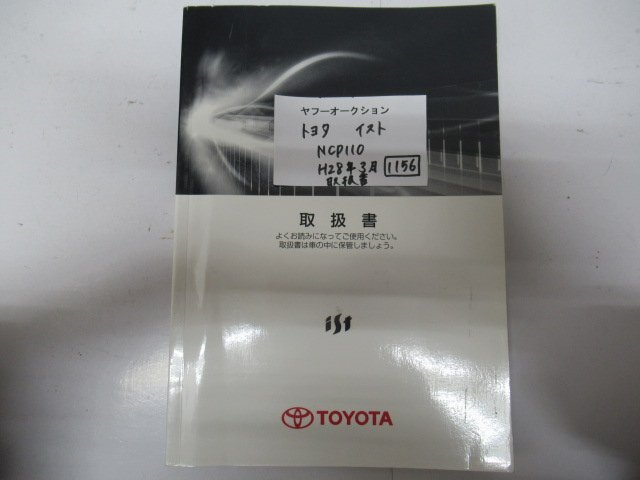 ヤフーオークション
トヨタ イスト
NCP110
H28年3月 1156
取扱書
取扱書
よくお読みになってご使用ください。
取扱書は車の中に保管しましょう。
ist
TOYOTA